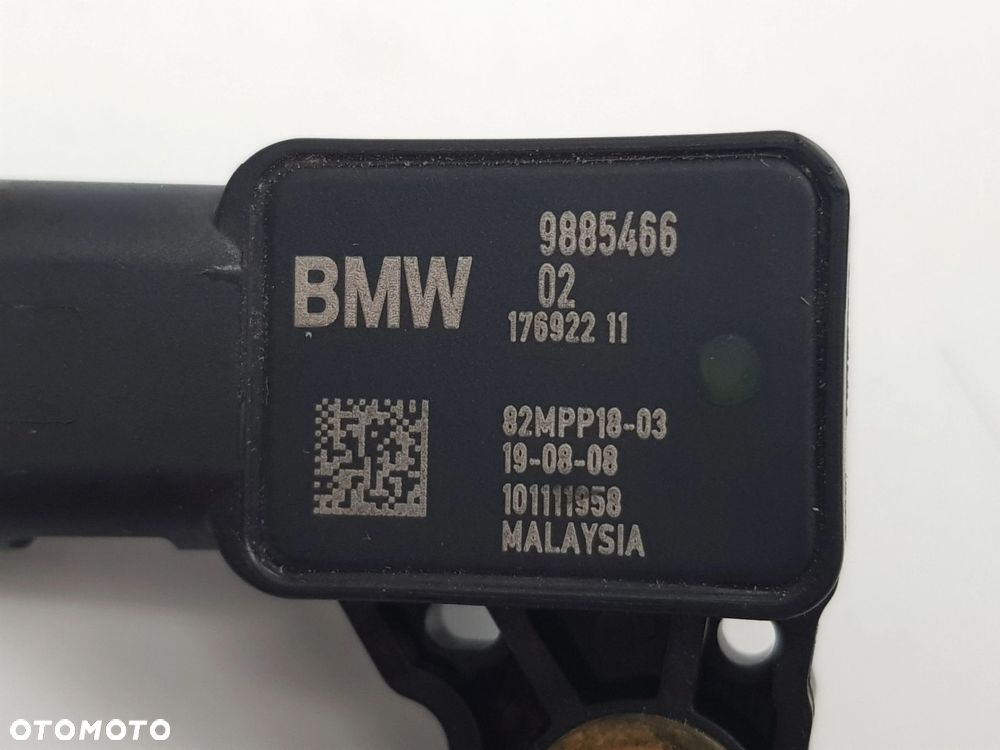 BMW
9885466
02
176922 11
82MPP18-03
19-08-08
101111958
MALAYSIA
OTOMOTO